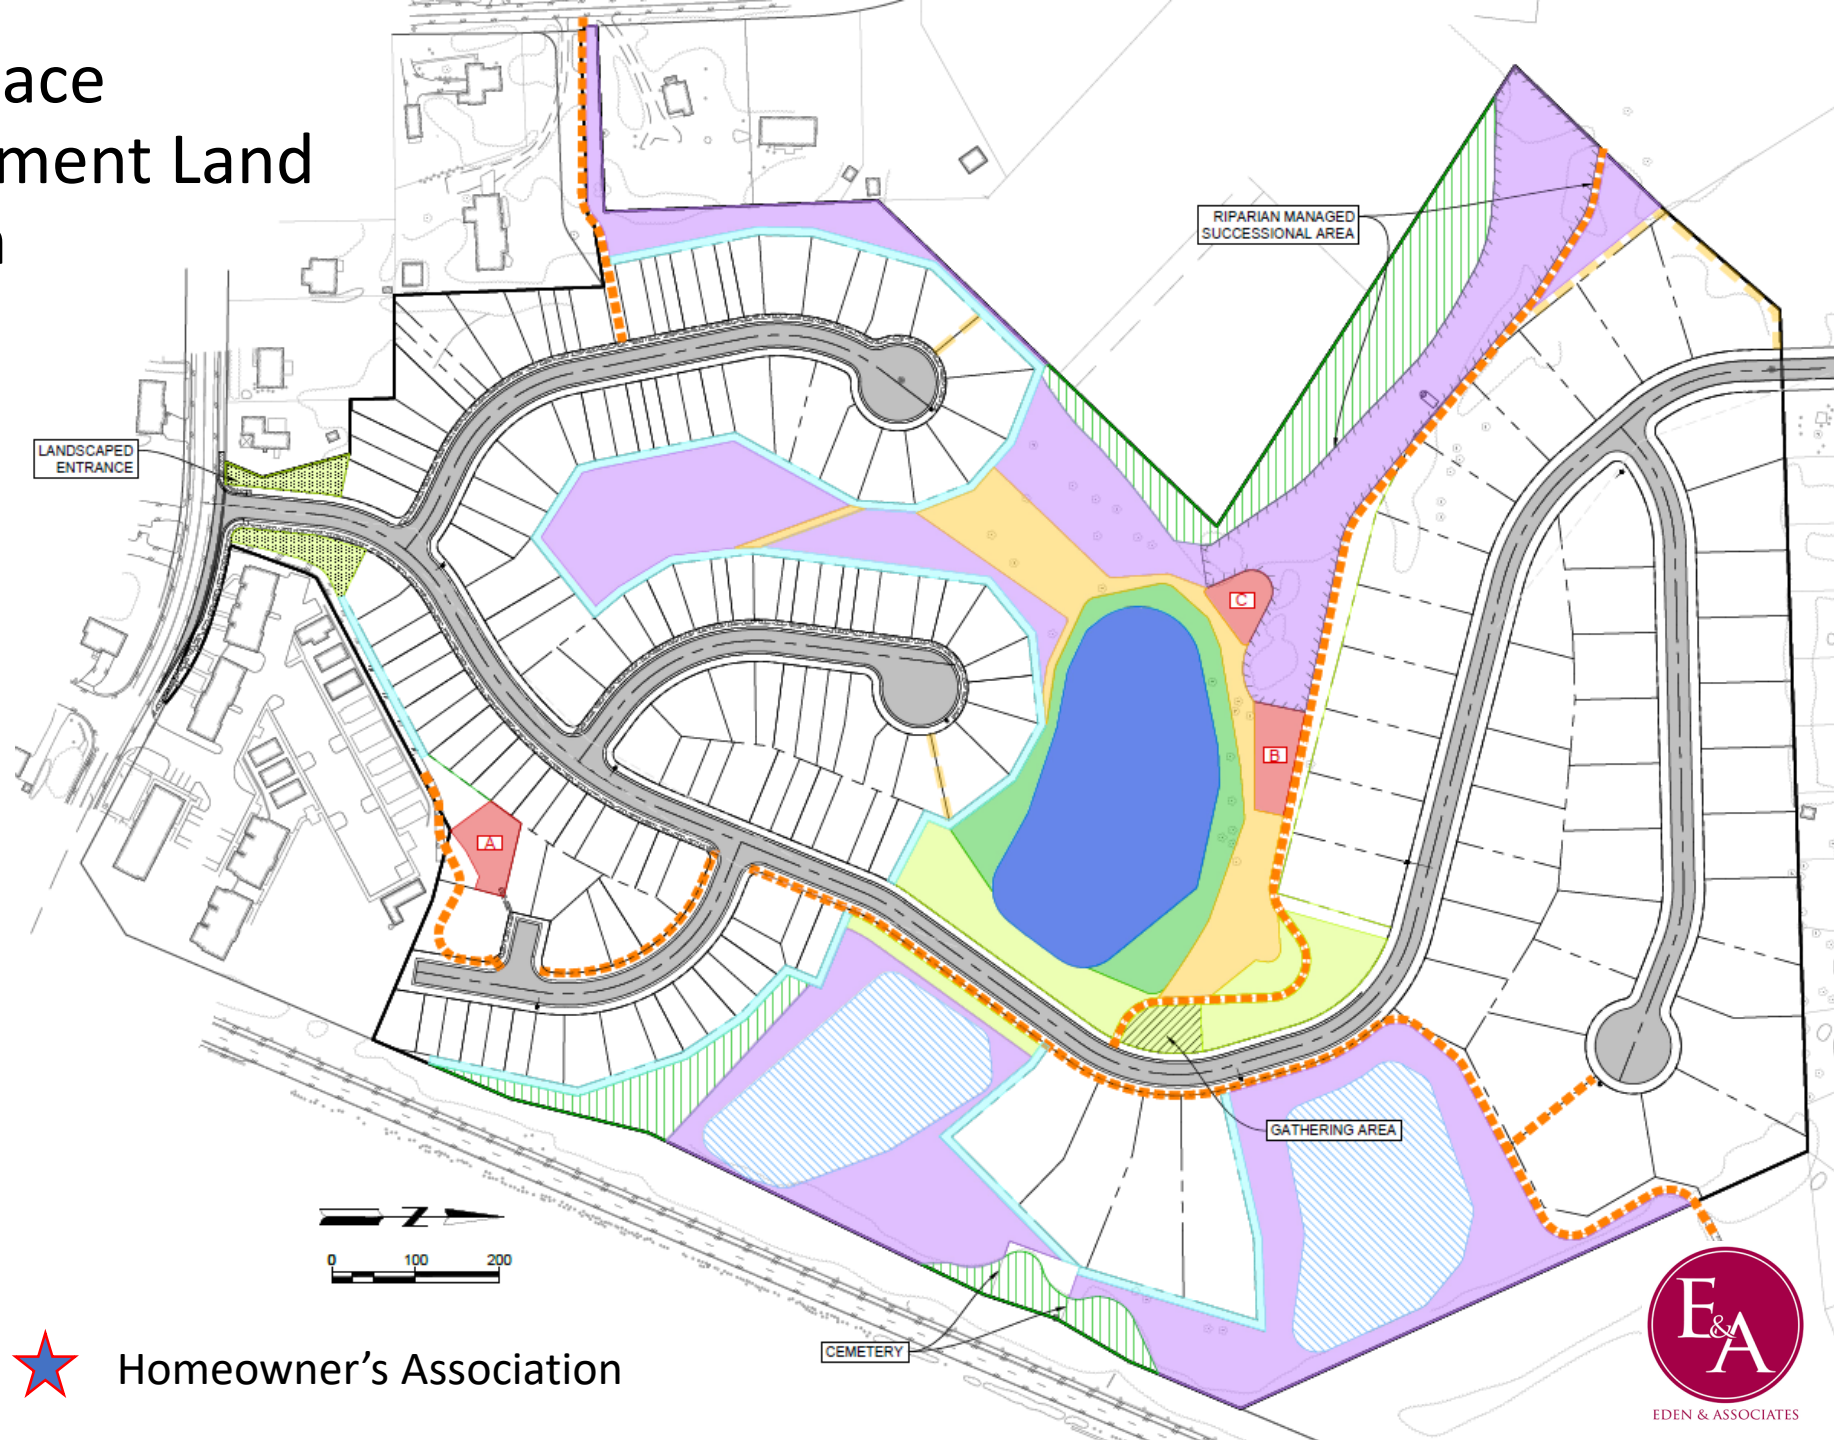 ace
ment Land
RIPARIAN MANAGED
SUCCESSIONAL AREA
LANDSCAPED
ENTRANCE
C
B
A
GATHERING AREA
Z
0 100 200
CEMETERY
Homeowner’s Association
E&A
EDEN & ASSOCIATES